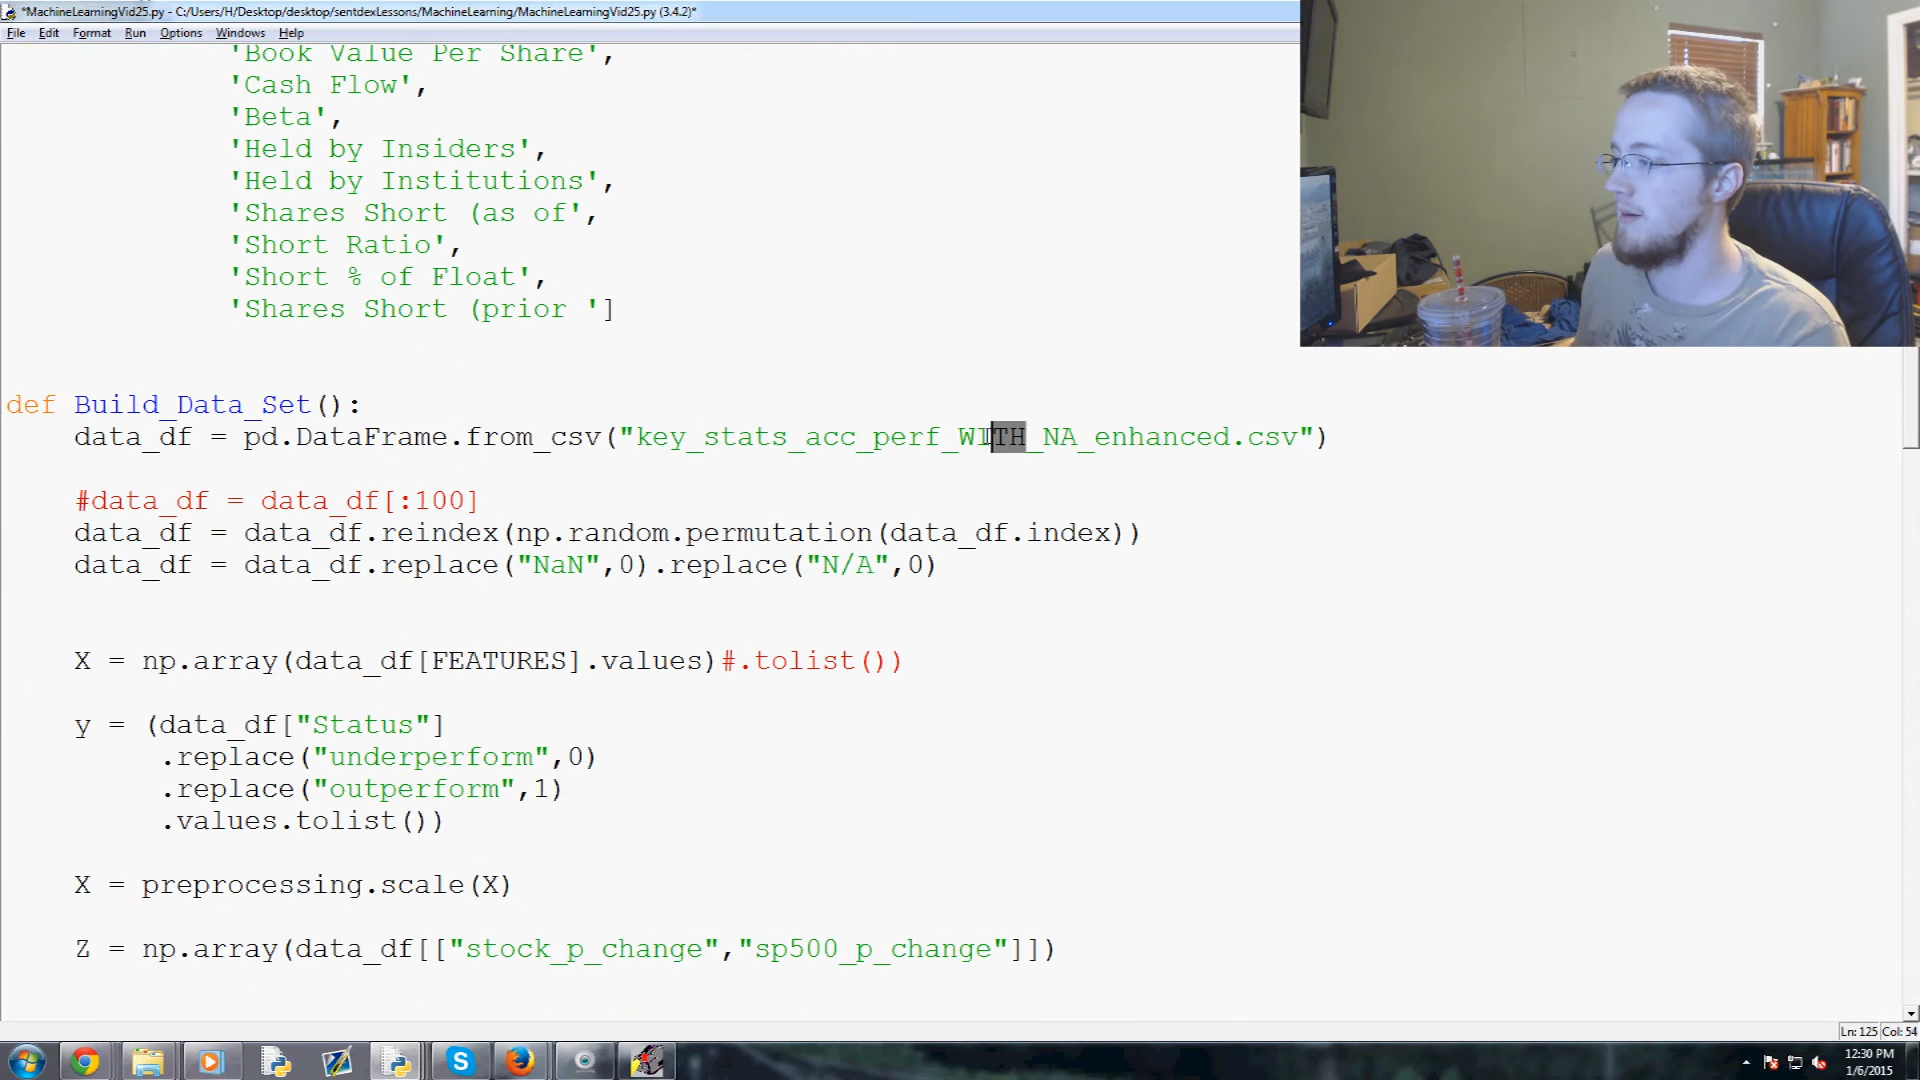 *MachineLearningVid25.py - C:/Users/H/Desktop/desktop/sentdexLessons/MachineLearning/MachineLearningVid25.py (3.4.2)*
File Edit Format Run Options Windows Help
'Book Value Per Share',
'Cash Flow',
'Beta',
'Held by Insiders',
'Held by Institutions',
'Shares Short (as of',
'Short Ratio',
'Short % of Float',
'Shares Short (prior ']
def Build_Data_Set():
data_df = pd.DataFrame.from_csv("key_stats_acc_perf_WITH_NA_enhanced.csv")
#data_df = data_df[:100]
data_df = data_df.reindex(np.random.permutation(data_df.index))
data_df = data_df.replace("NaN",0).replace("N/A",0)
X = np.array(data_df[FEATURES].values)#.tolist())
y = (data_df["Status"]
.replace("underperform",0)
.replace("outperform",1)
.values.tolist())
X = preprocessing.scale(X)
Z = np.array(data_df[["stock_p_change","sp500_p_change"]])
Ln: 125 Col: 54
12:30 PM
1/6/2015